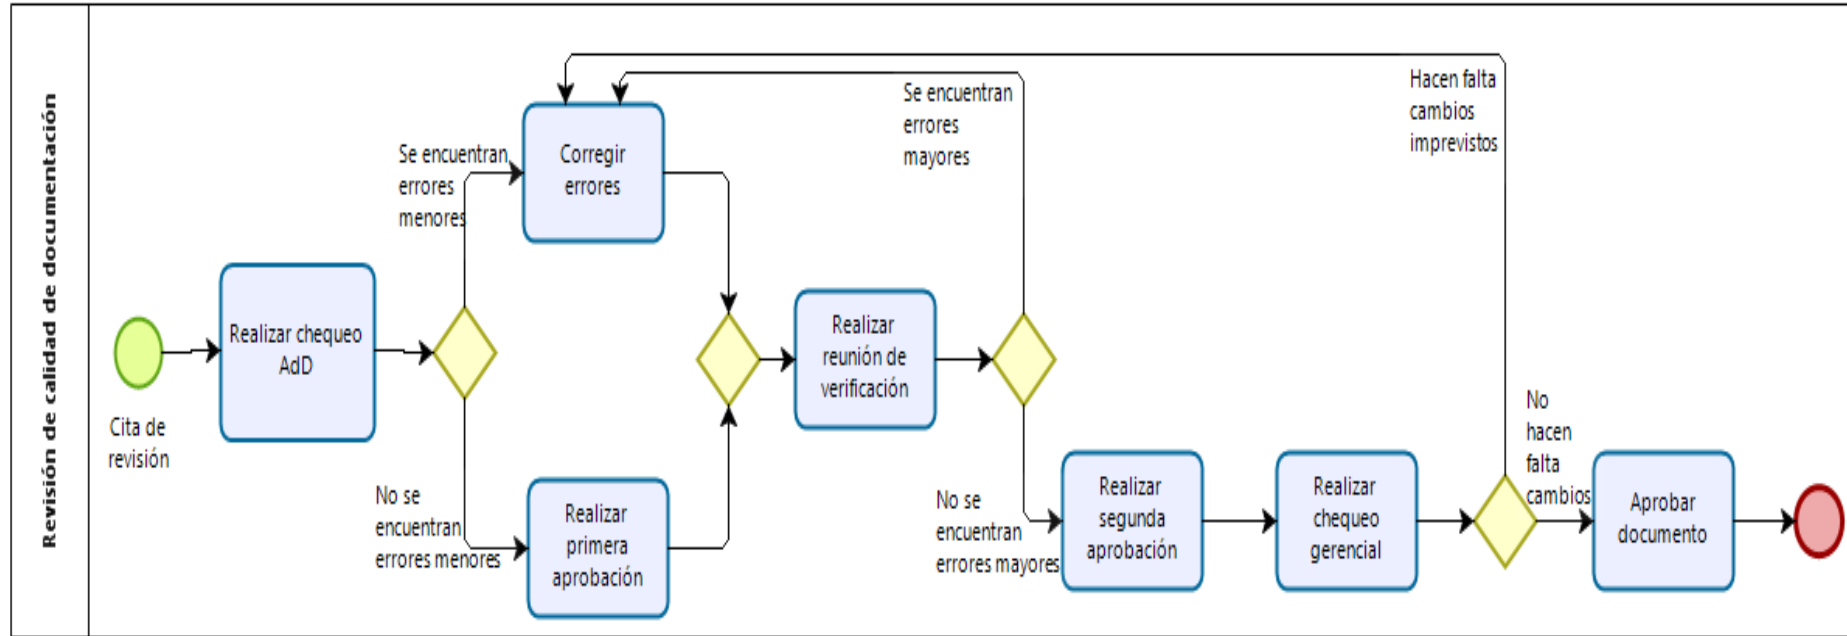 Revisión de calidad de documentación
Cita de
revisión
Realizar chequeo
AdD
Se encuentran
errores
menores
No se
encuentran
errores menores
Corregir
errores
Realizar
primera
aprobación
Realizar
reunión de
verificación
Se encuentran
errores
mayores
No se
encuentran
errores mayores
Realizar
segunda
aprobación
Realizar
chequeo
gerencial
Hacen falta
cambios
imprevistos
No
hacen
falta
cambios
Aprobar
documento